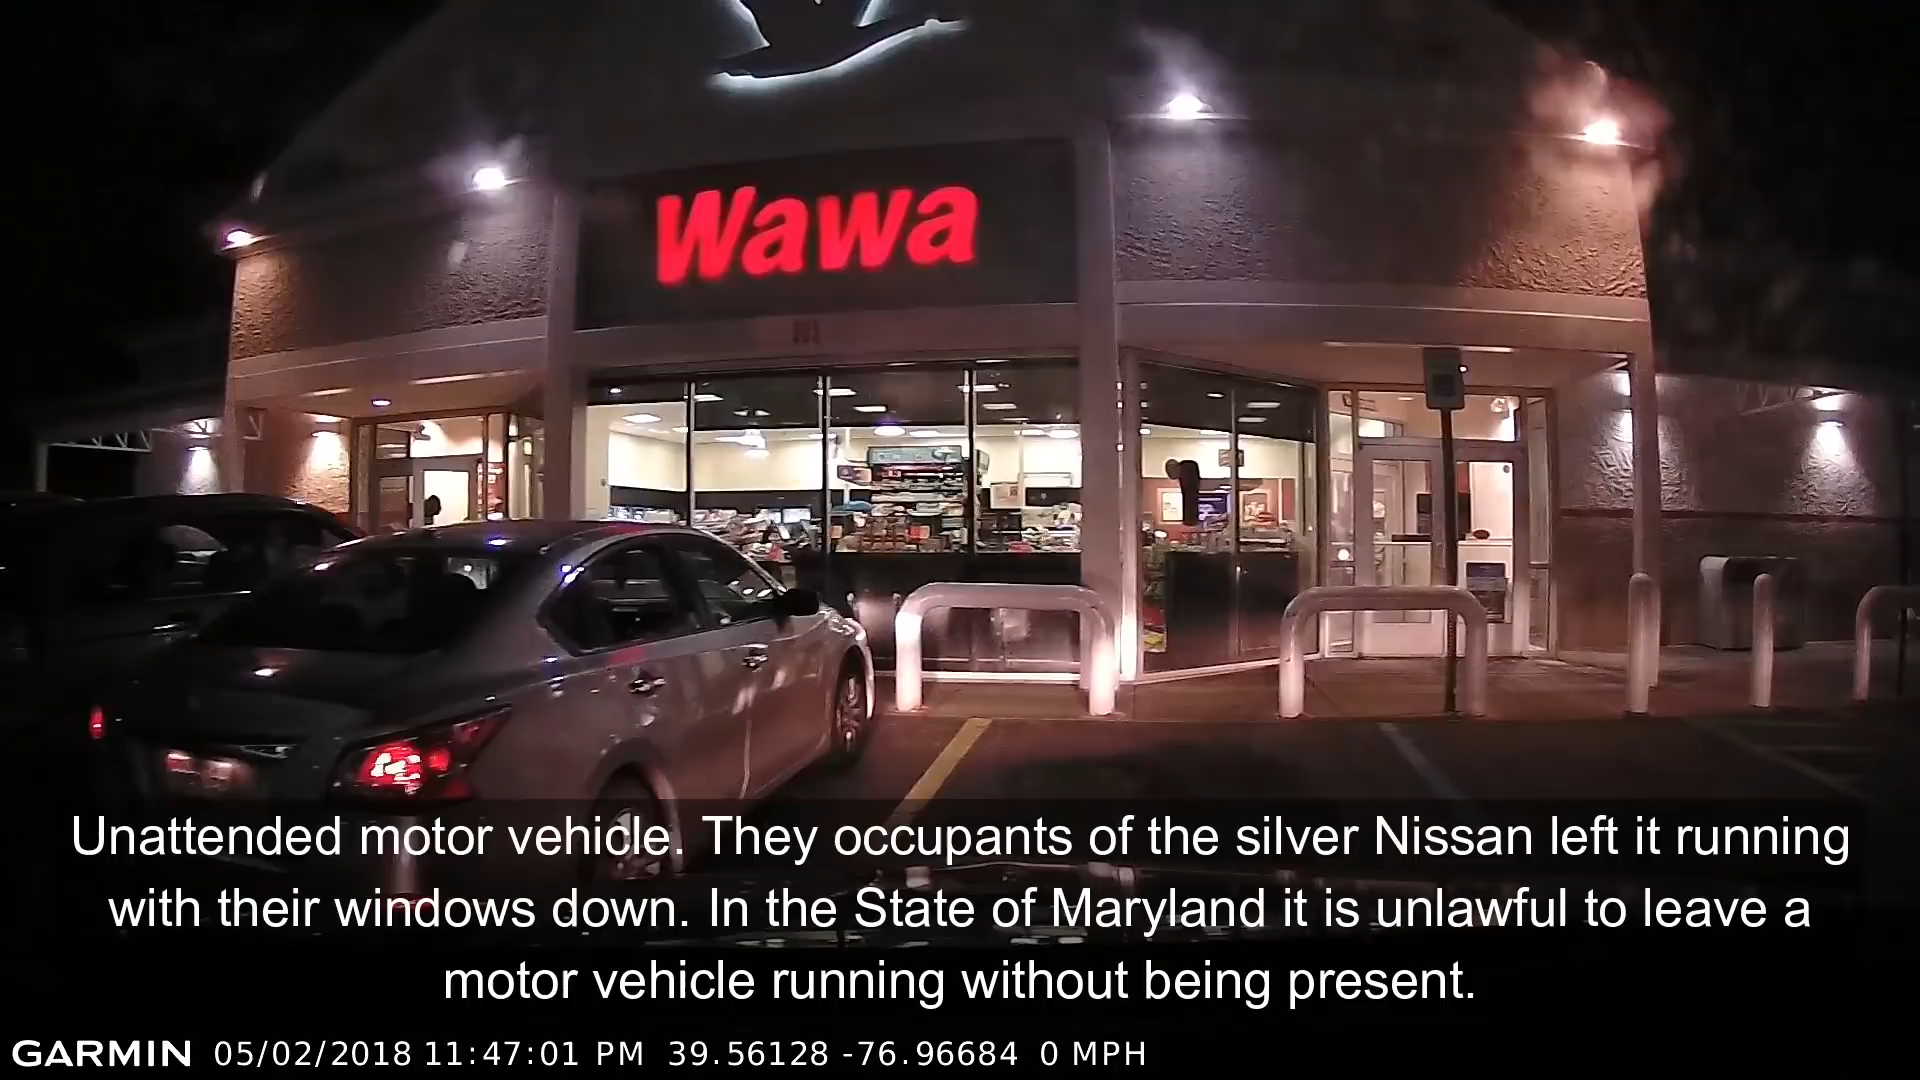 Wawa
Unattended motor vehicle. They occupants of the silver Nissan left it running
with their windows down. In the State of Maryland it is unlawful to leave a
motor vehicle running without being present.
GARMIN 05/02/2018 11:47:01 PM 39.56128 -76.96684 0 MPH